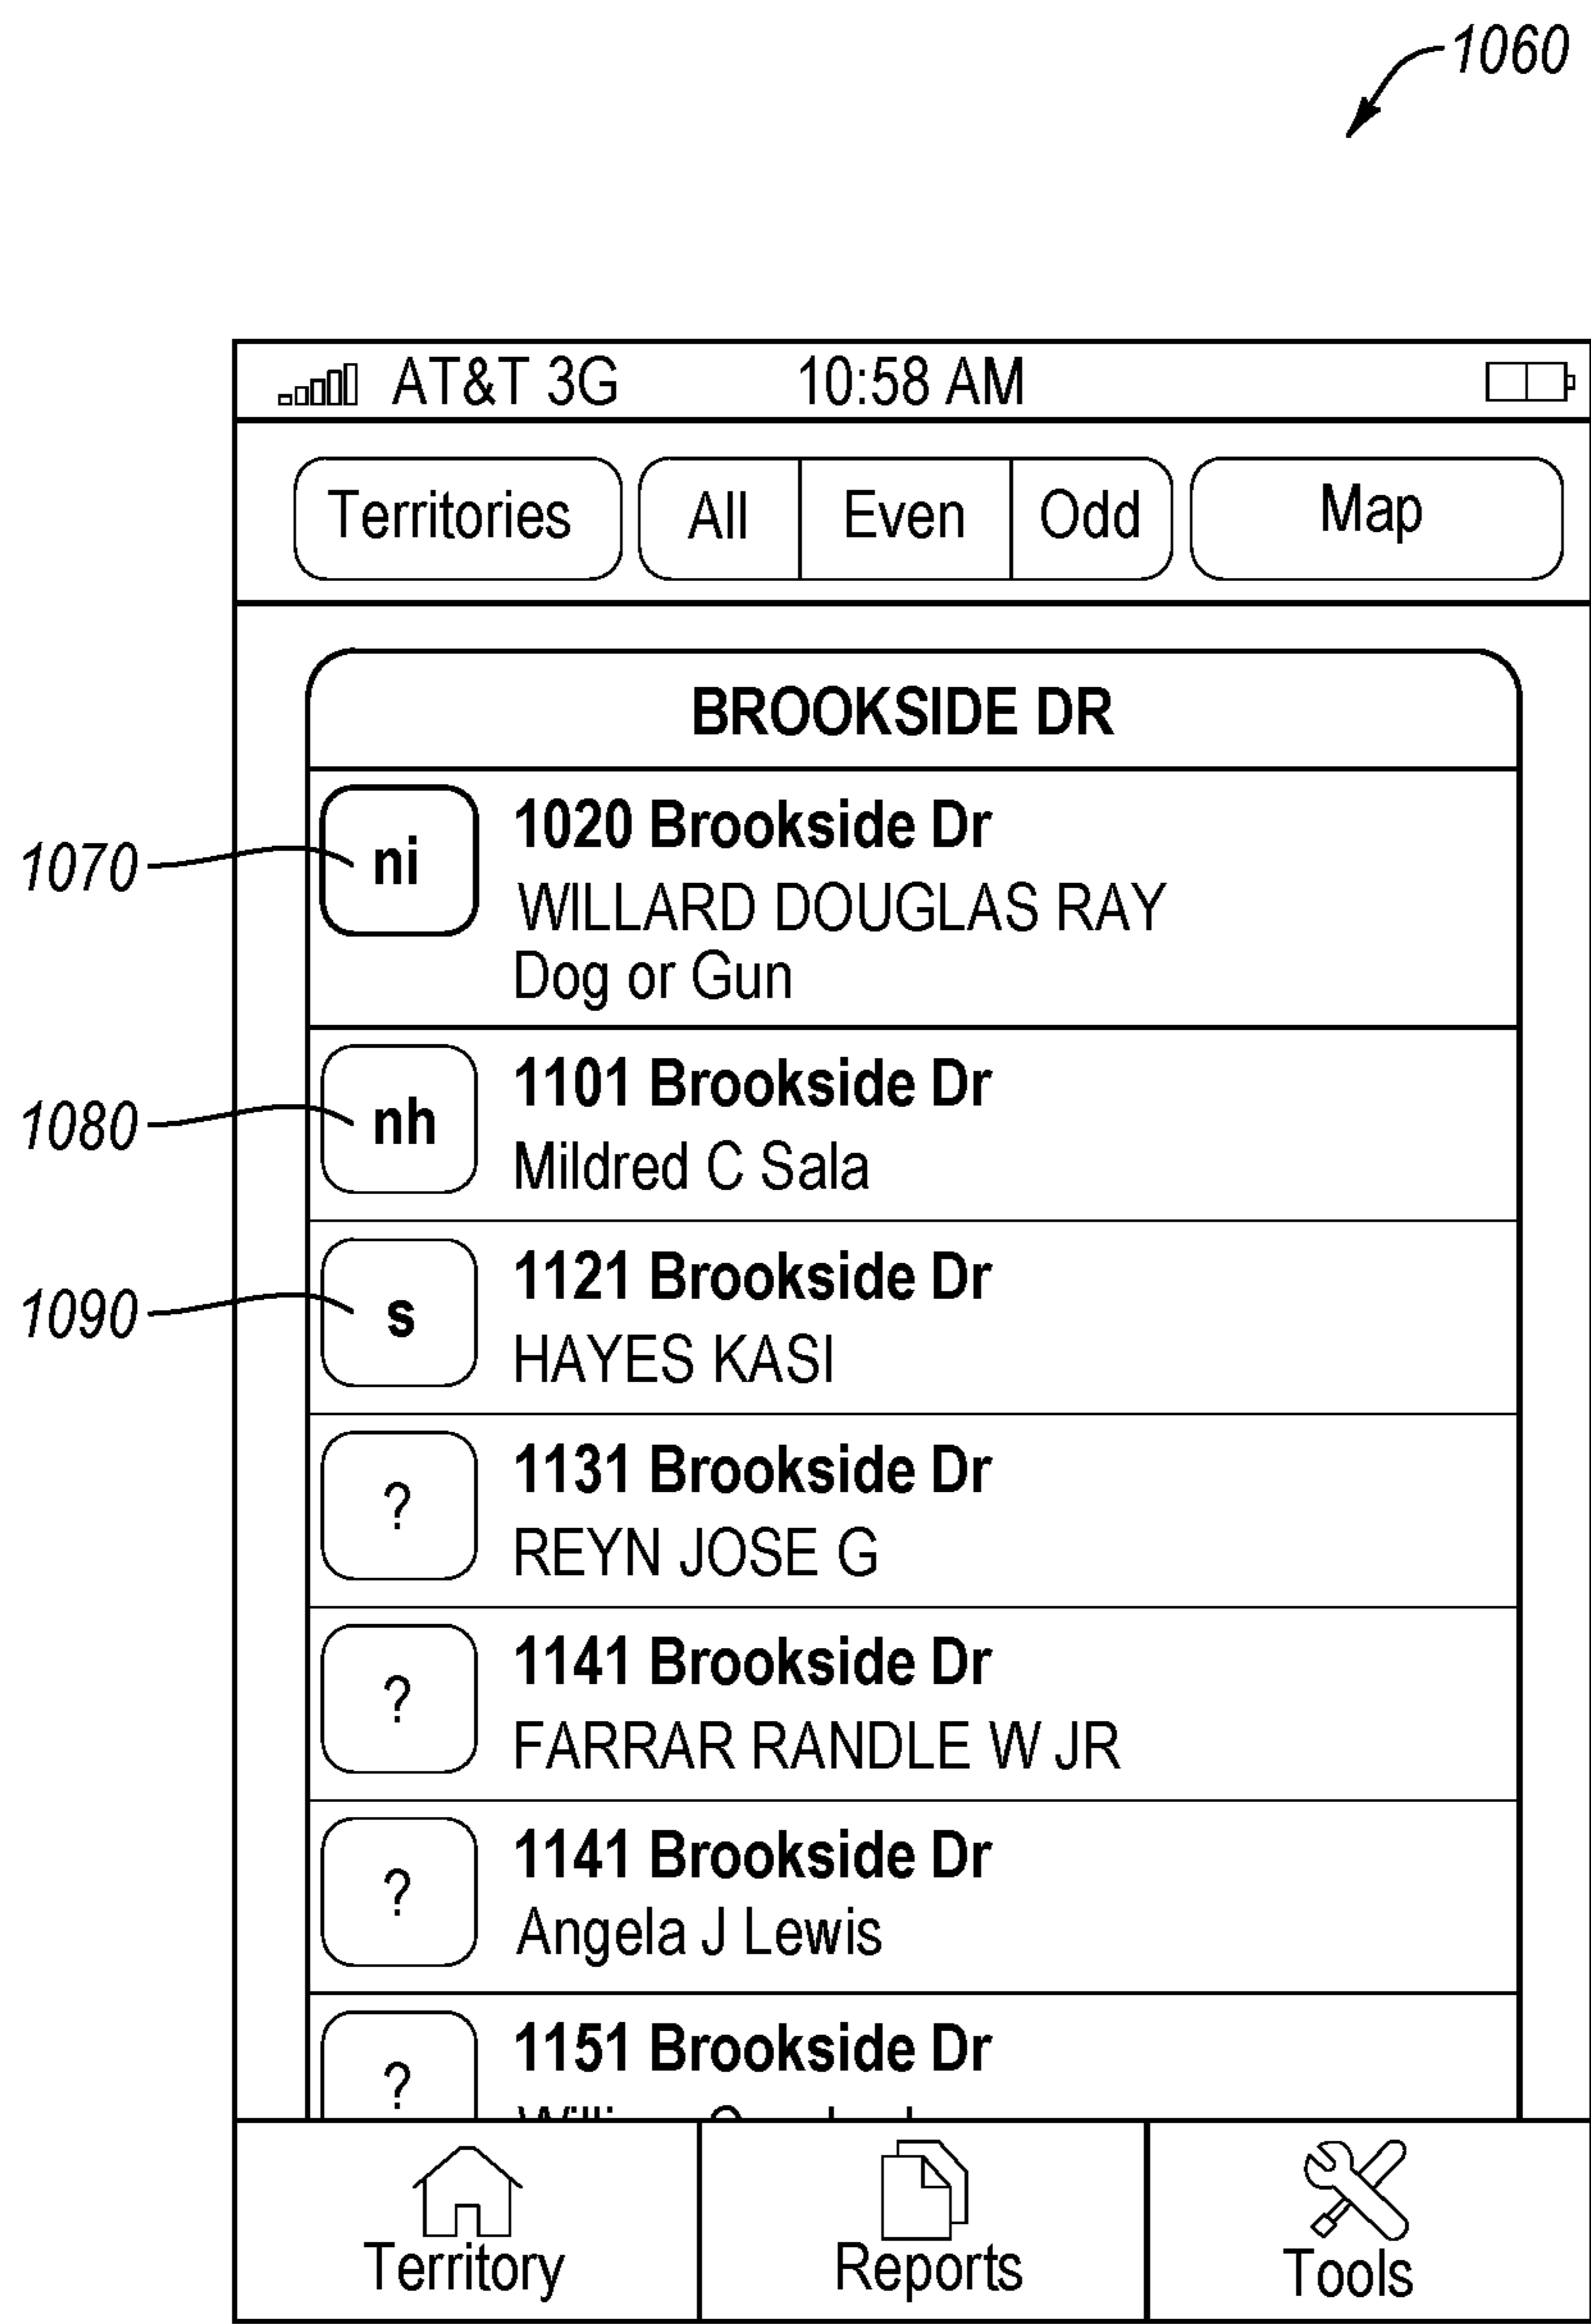 1060
AT&T 3G 10:58 AM
Territories All Even Odd Map
BROOKSIDE DR
1070 ni 1020 Brookside Dr
WILLARD DOUGLAS RAY
Dog or Gun
1080 nh 1101 Brookside Dr
Mildred C Sala
1090 s 1121 Brookside Dr
HAYES KASI
? 1131 Brookside Dr
REYN JOSE G
? 1141 Brookside Dr
FARRAR RANDLE W JR
? 1141 Brookside Dr
Angela J Lewis
? 1151 Brookside Dr
Territory Reports Tools